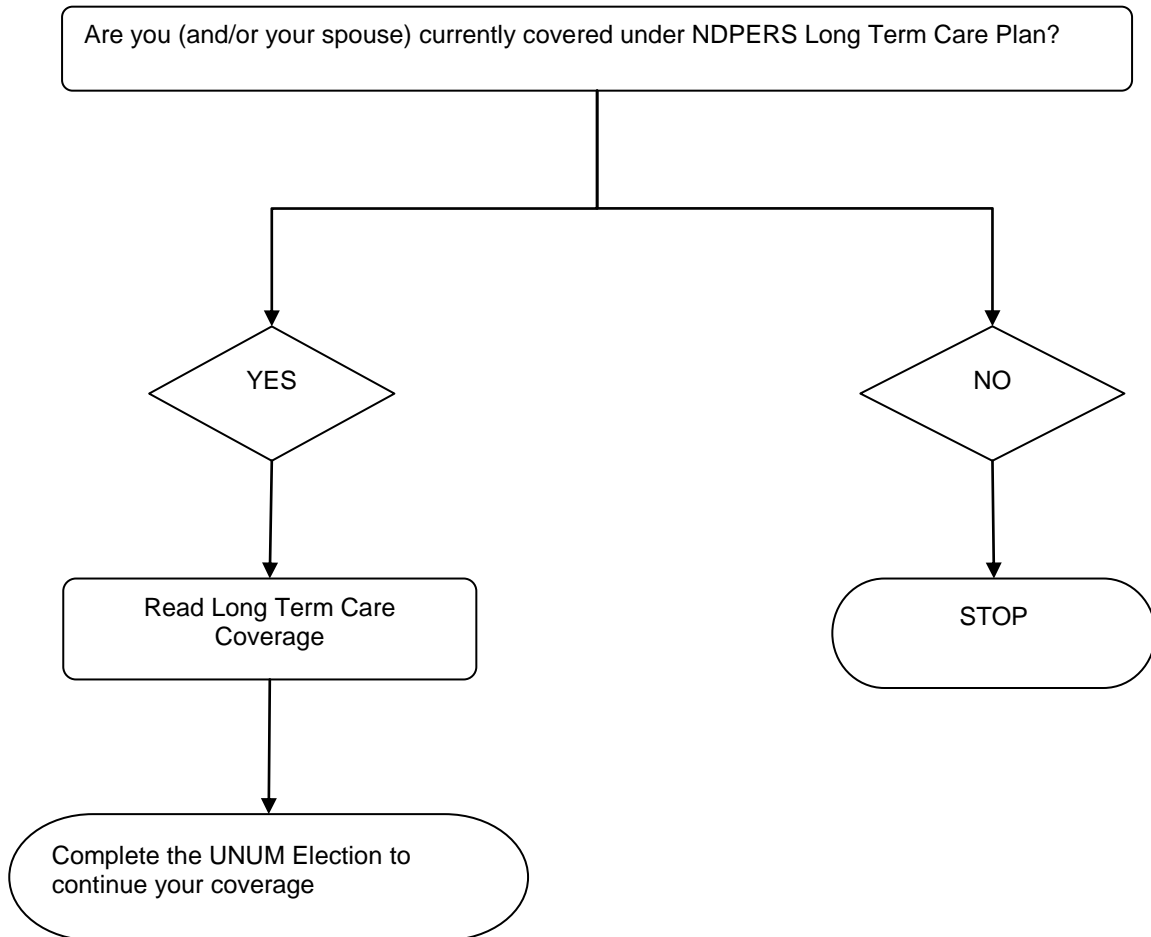 Are you (and/or your spouse) currently covered under NDPERS Long Term Care Plan?
YES
NO
Read Long Term Care
Coverage
STOP
Complete the UNUM Election to
continue your coverage